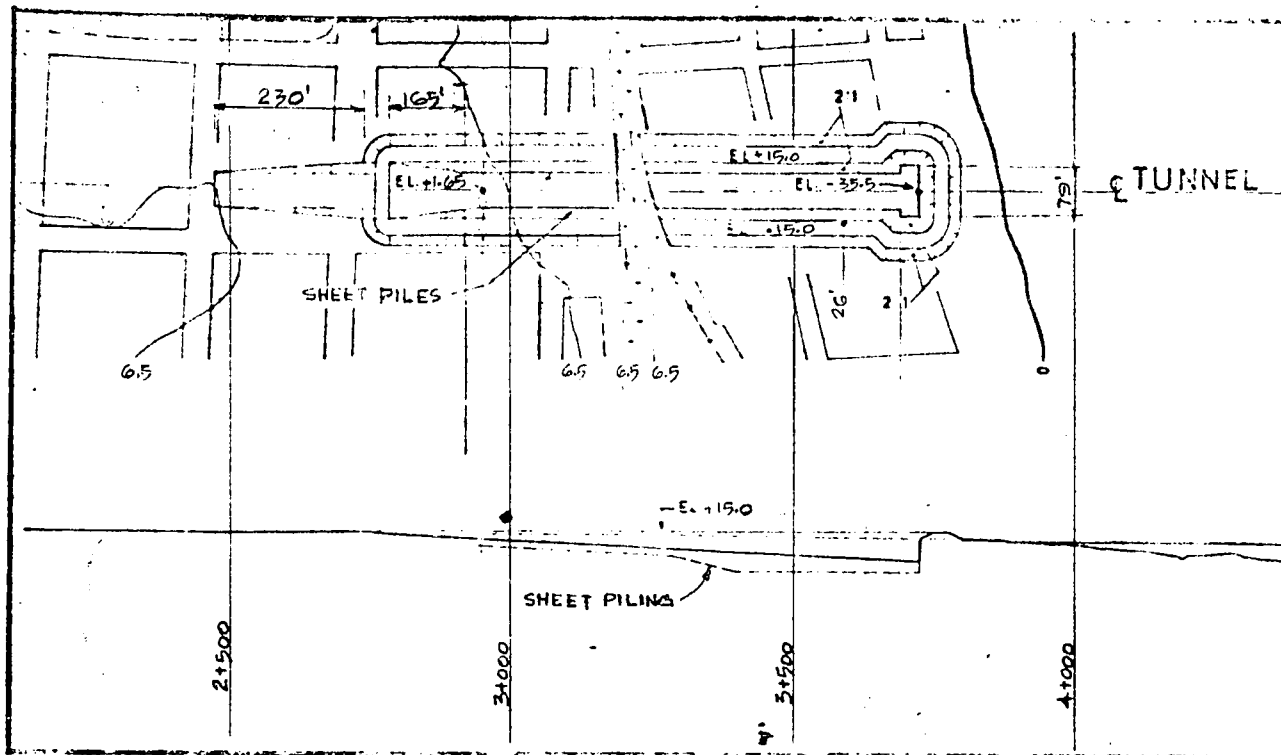 230'
165'
2:1
EL +15.0
EL. +1.65
EL. -35.5
79'
℄ TUNNEL
15.0
SHEET PILES
26'
2:1
6.5
6.5
6.5
6.5
0
EL. +15.0
SHEET PILING
2+500
3+000
3+500
4+000